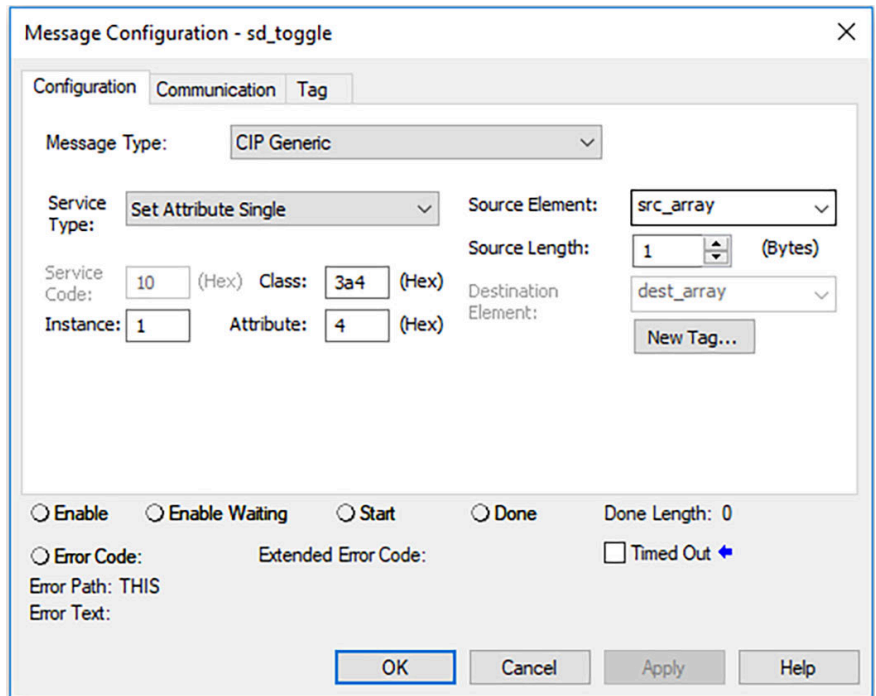 Message Configuration - sd_toggle
Configuration Communication Tag
Message Type: CIP Generic
Service Type: Set Attribute Single
Source Element: src_array
Source Length: 1 (Bytes)
Service Code: 10 (Hex) Class: 3a4 (Hex)
Destination Element: dest_array
Instance: 1 Attribute: 4 (Hex)
New Tag...
Enable Enable Waiting Start Done Done Length: 0
Error Code: Extended Error Code: Timed Out
Error Path: THIS
Error Text:
OK Cancel Apply Help